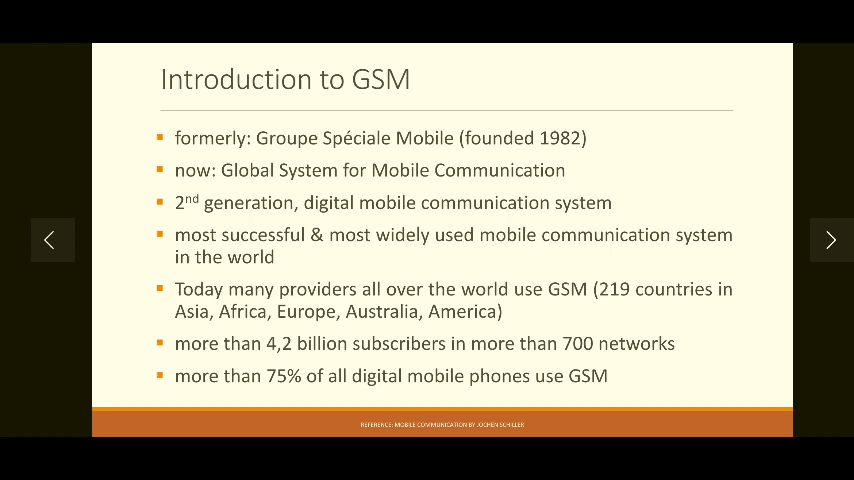 Introduction to GSM
formerly: Groupe Spéciale Mobile (founded 1982)
now: Global System for Mobile Communication
2nd generation, digital mobile communication system
most successful & most widely used mobile communication system
in the world
Today many providers all over the world use GSM (219 countries in
Asia, Africa, Europe, Australia, America)
more than 4,2 billion subscribers in more than 700 networks
more than 75% of all digital mobile phones use GSM
REFERENCE: MOBILE COMMUNICATION BY JOCHEN SCHILLER